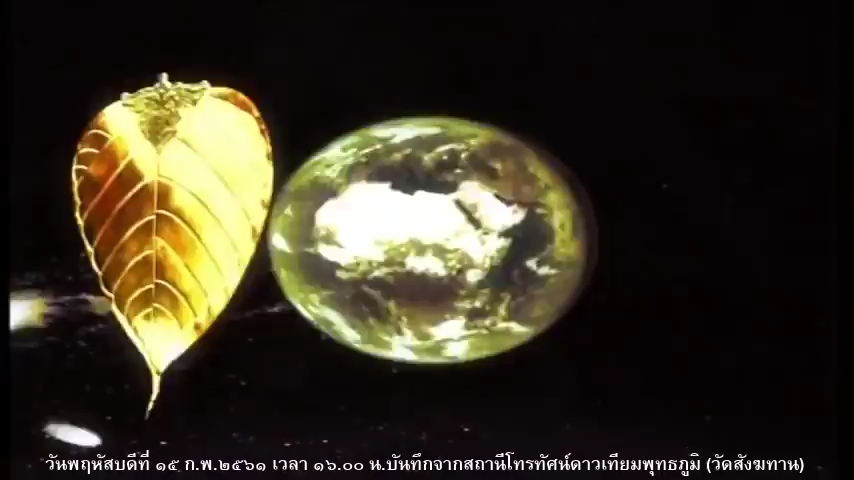 วันพฤหัสบดีที่ ๑๕ ก.พ.๒๕๖๑ เวลา ๑๖.๐๐ น.บันทึกจากสถานีโทรทัศน์ดาวเทียมพุทธภูมิ (วัดสังฆทาน)